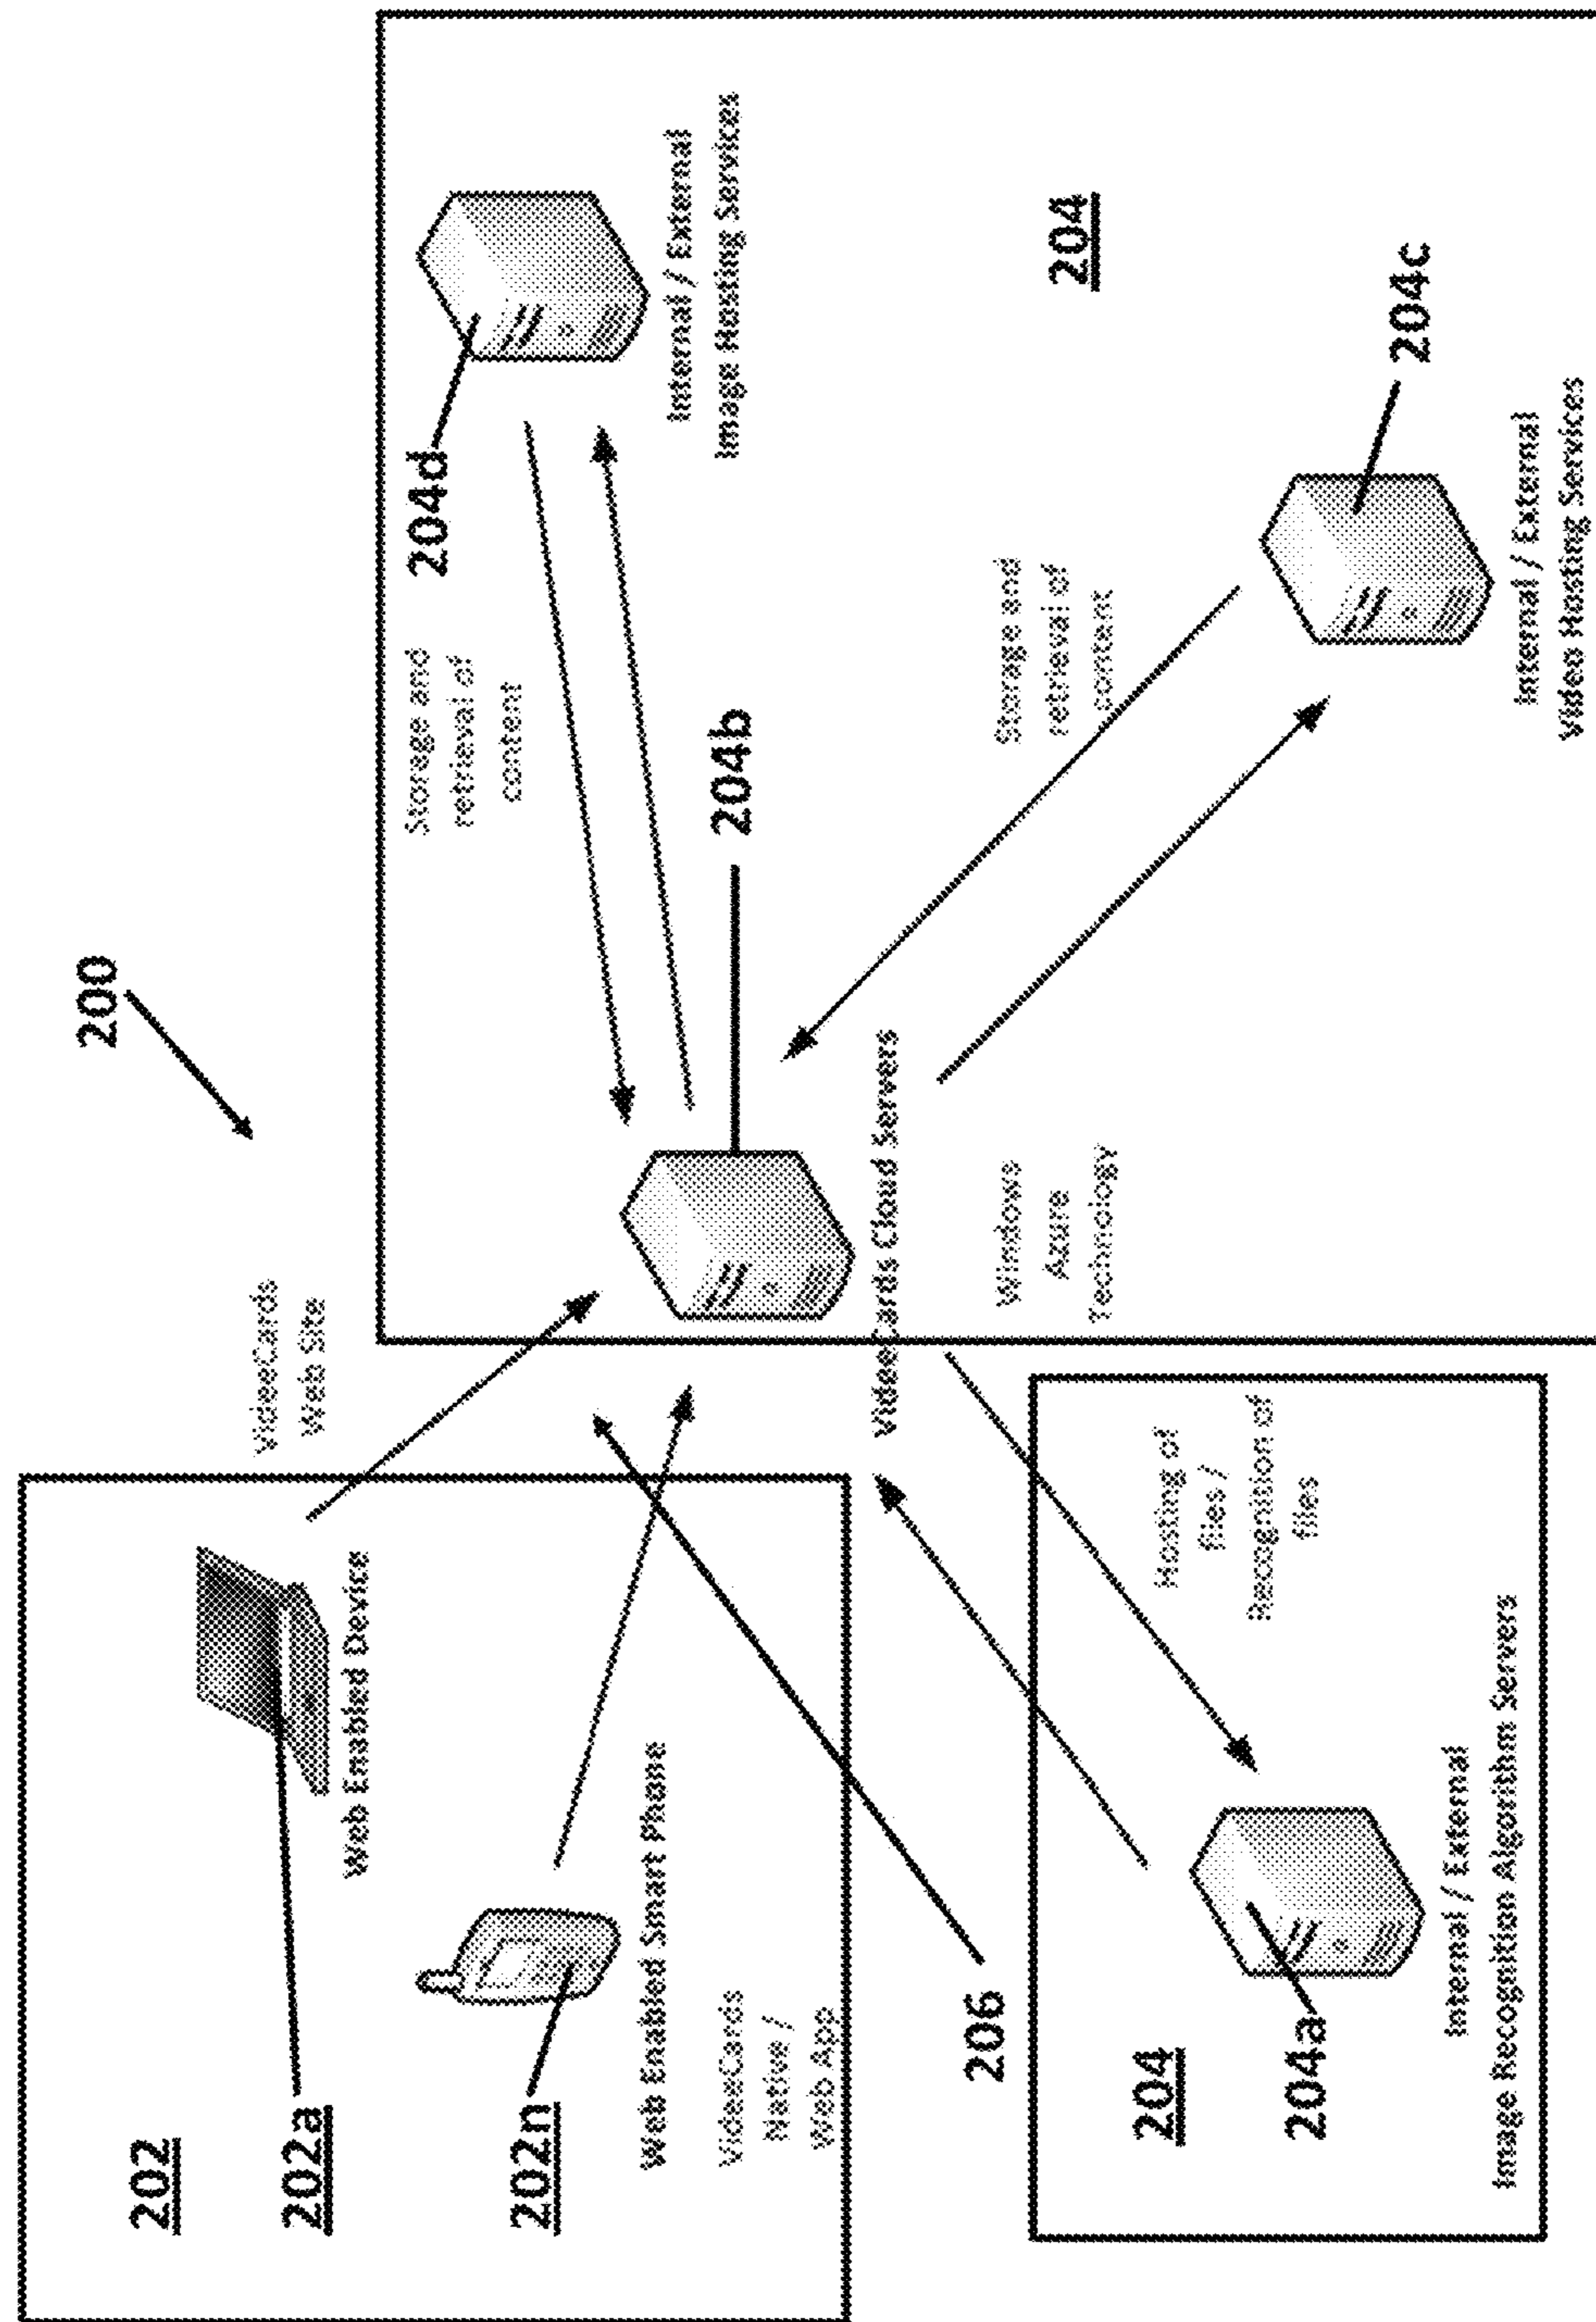 200
202
202a
Web Enabled Device
202n
Web Enabled Smart Phone
VideeCards
Native /
Web App
VideeCards
Web Site
206
204
204a
Internal / External
Image Recognition Algorithm Servers
Hosting of
files /
Recognition of
files
204b
VideeCards Cloud Servers
Windows
Azure
Technology
Storage and
retrieval of
content
204d
Internal / External
Image Hosting Services
204
Storage and
retrieval of
content
204c
Internal / External
Video Hosting Services